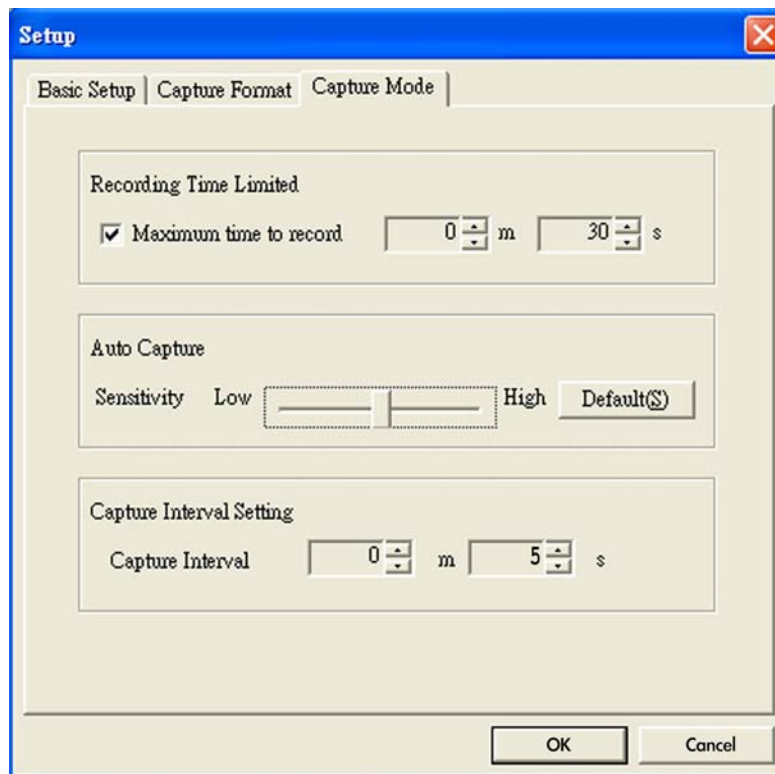 Setup
Basic Setup Capture Format Capture Mode
Recording Time Limited
Maximum time to record 0 m 30 s
Auto Capture
Sensitivity Low High Default(S)
Capture Interval Setting
Capture Interval 0 m 5 s
OK Cancel